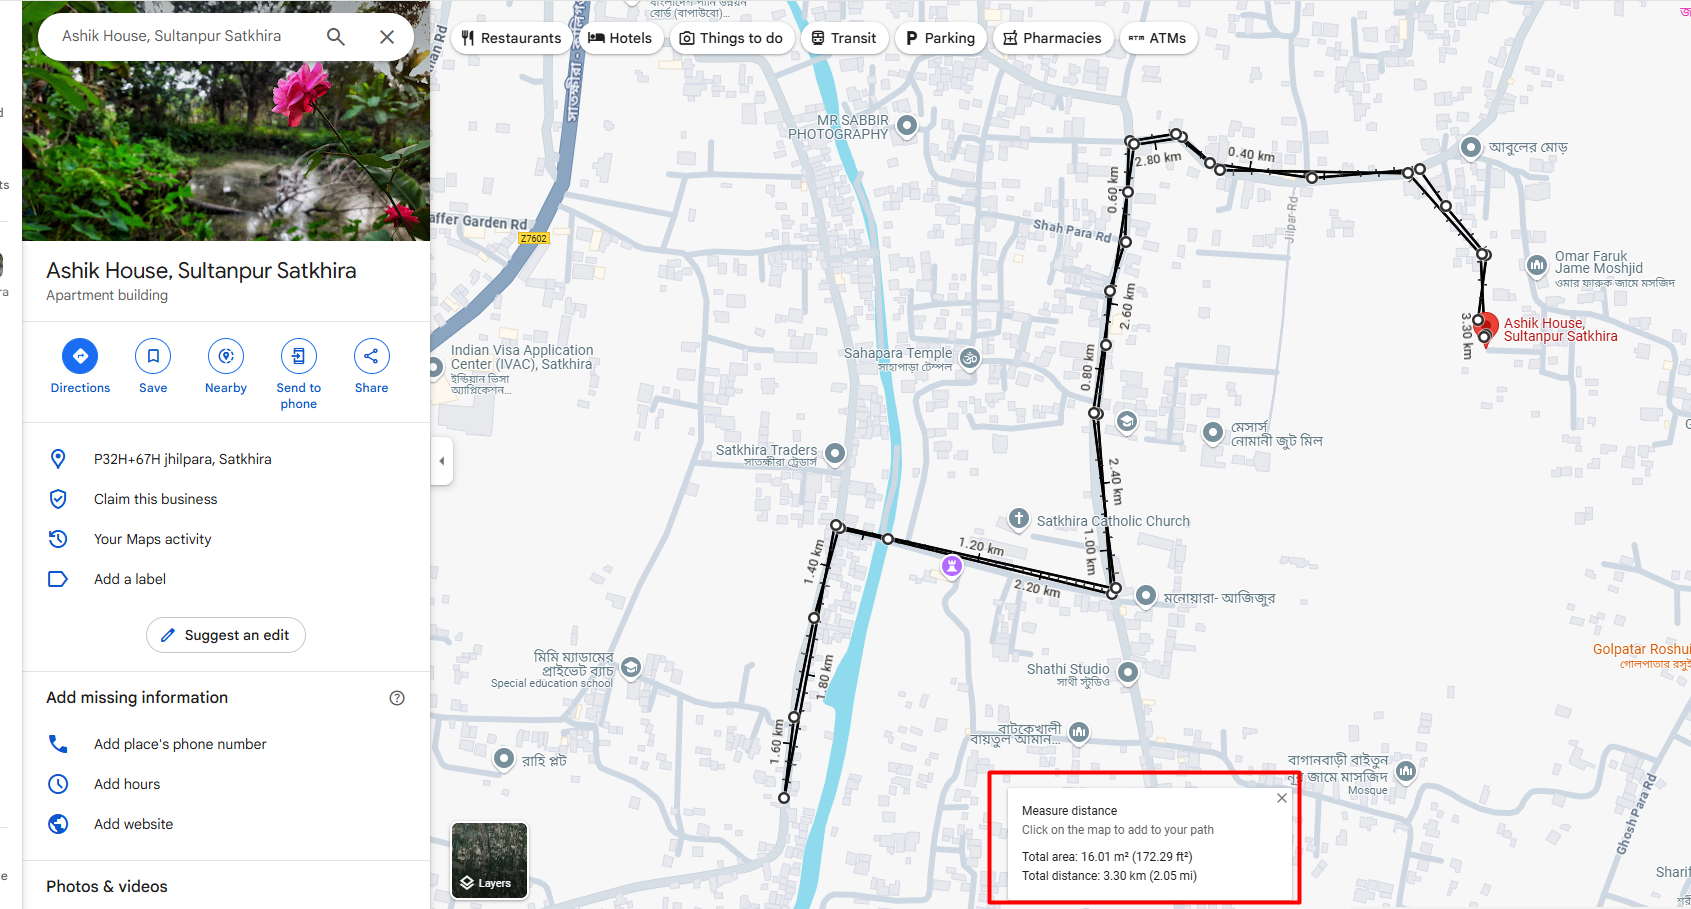 Ashik House, Sultanpur Satkhira
Restaurants
Hotels
Things to do
Transit
Parking
Pharmacies
ATMs
Ashik House, Sultanpur Satkhira
Apartment building
Directions
Save
Nearby
Send to
phone
Share
P32H+67H jhilpara, Satkhira
Claim this business
Your Maps activity
Add a label
Suggest an edit
Add missing information
Add place's phone number
Add hours
Add website
Photos & videos
Layers
affer Garden Rd
Z7602
MR SABBIR
PHOTOGRAPHY
2.80 km
0.40 km
0.60 km
আবুলের মোড়
Shah Para Rd
Jilpar Rd
Omar Faruk
Jame Moshjid
ওমার ফারুক জামে মসজিদ
2.60 km
3.30 km
Ashik House,
Sultanpur Satkhira
Indian Visa Application
Center (IVAC), Satkhira
ইন্ডিয়ান ভিসা
অ্যাপ্লিকেশন...
Sahapara Temple
সাহাপাড়া টেম্পল
0.80 km
মেসার্স
নোমানী জুট মিল
Satkhira Traders
সাতক্ষীরা ট্রেডার্স
2.40 km
Satkhira Catholic Church
1.00 km
1.20 km
1.40 km
2.20 km
মনোয়ারা- আজিজুর
মিমি ম্যাডামের
প্রাইভেট ব্যাচ
Special education school
1.80 km
Shathi Studio
সাথী স্টুডিও
Golpatar Roshui
1.60 km
রাহি প্লট
বাটকেখালী
বায়তুল আমান...
বাগানবাড়ী বাইতুন
নূর জামে মাসজিদ
Mosque
Ghosh Para Rd
Measure distance
Click on the map to add to your path
Total area: 16.01 m² (172.29 ft²)
Total distance: 3.30 km (2.05 mi)
Sharif